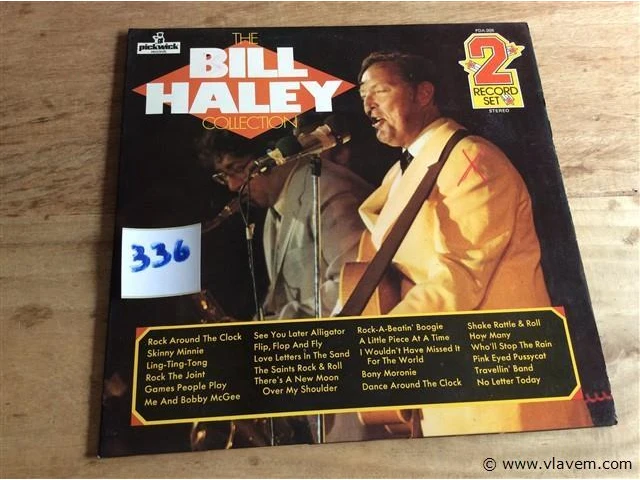 pickwick
THE
BILL
HALEY
COLLECTION
2
RECORD
SET
STEREO
336
Rock Around The Clock
Skinny Minnie
Ling-Ting-Tong
Rock The Joint
Games People Play
Me And Bobby McGee
See You Later Alligator
Flip, Flop And Fly
Love Letters In The Sand
The Saints Rock & Roll
There's A New Moon
Over My Shoulder
Rock-A-Beatin' Boogie
A Little Piece At A Time
I Wouldn't Have Missed It
For The World
Bony Moronie
Dance Around The Clock
Shake Rattle & Roll
How Many
Who'll Stop The Rain
Pink Eyed Pussycat
Travellin' Band
No Letter Today
© www.vlavem.com